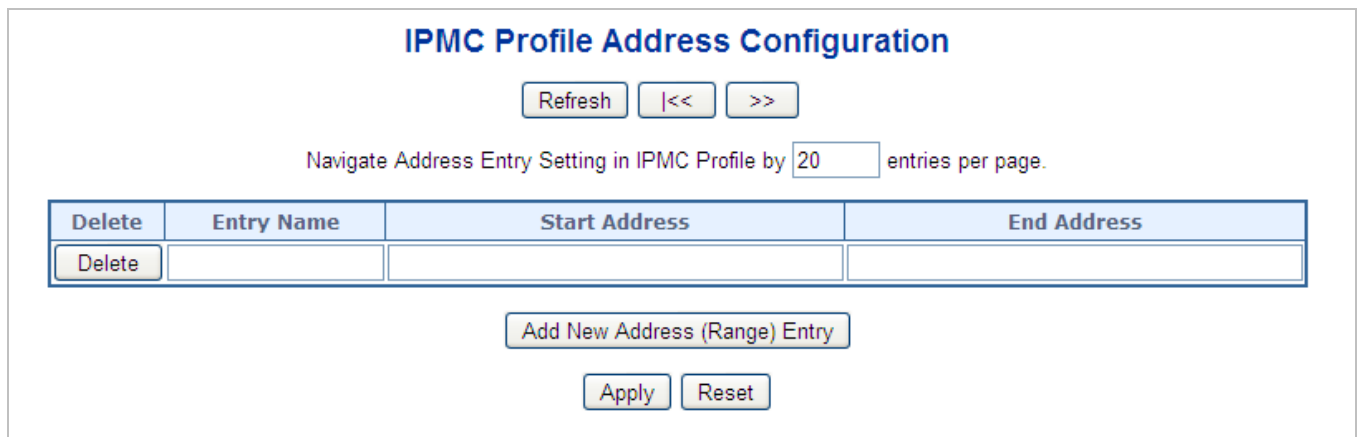 IPMC Profile Address Configuration
Refresh |<< >>
Navigate Address Entry Setting in IPMC Profile by 20 entries per page.
Delete Entry Name Start Address End Address
Delete
Add New Address (Range) Entry
Apply Reset